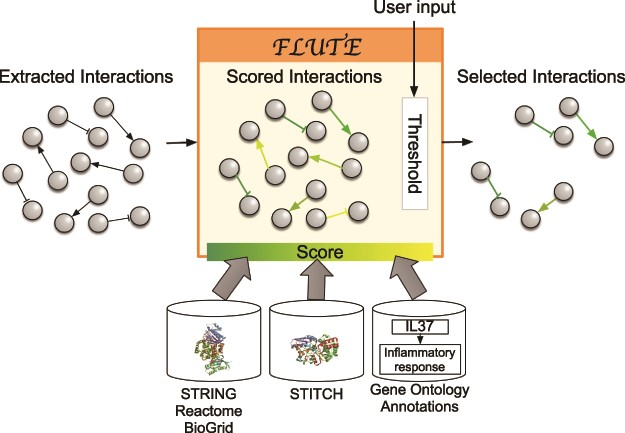 User input
FLUTE
Extracted Interactions
Scored Interactions
Selected Interactions
Threshold
Score
IL37
Inflammatory
response
STRING
Reactome
BioGrid
STITCH
Gene Ontology
Annotations